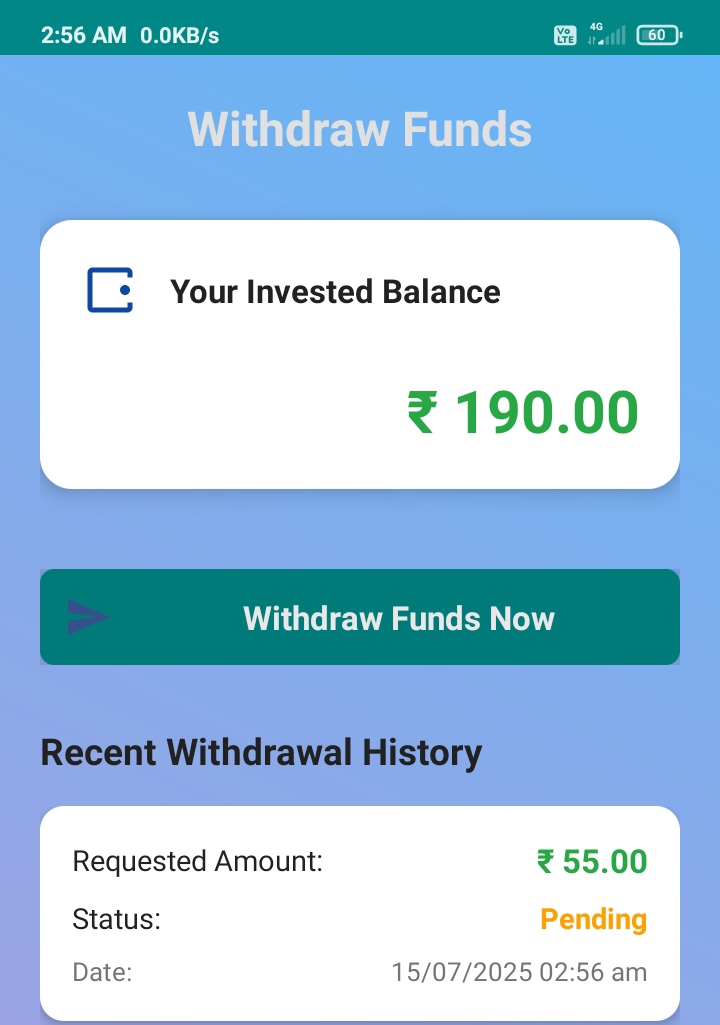 2:56 AM 0.0KB/s Vo LTE 4G 60
Withdraw Funds
Your Invested Balance
₹ 190.00
Withdraw Funds Now
Recent Withdrawal History
Requested Amount: ₹ 55.00
Status: Pending
Date: 15/07/2025 02:56 am